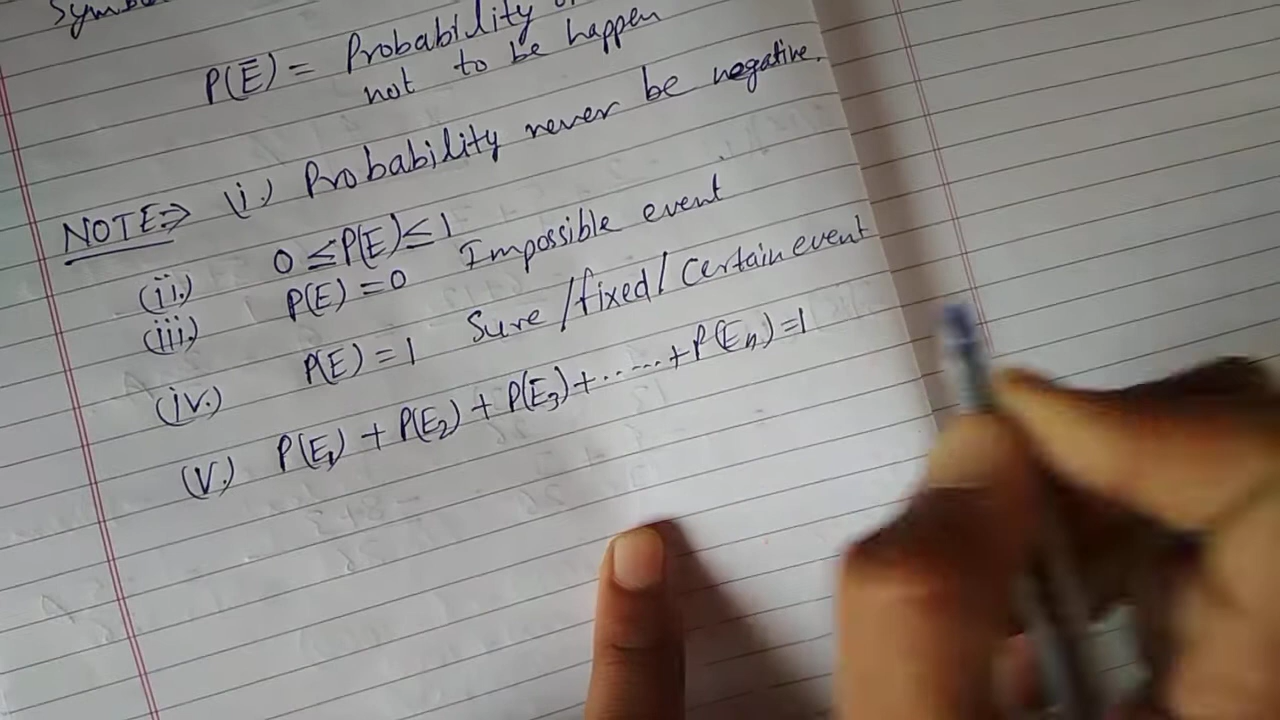 P(Ē) = Probability
not to be happen
NOTE⇒ (i.) Probability never be negative.
(ii.) 0 ≤ P(E) ≤ 1
(iii.) P(E) = 0 Impossible event
(iv.) P(E) = 1 Sure /fixed/ Certain event
(V.) P(E₁) + P(E₂) + P(E₃) + ...... + P(Eₙ) = 1